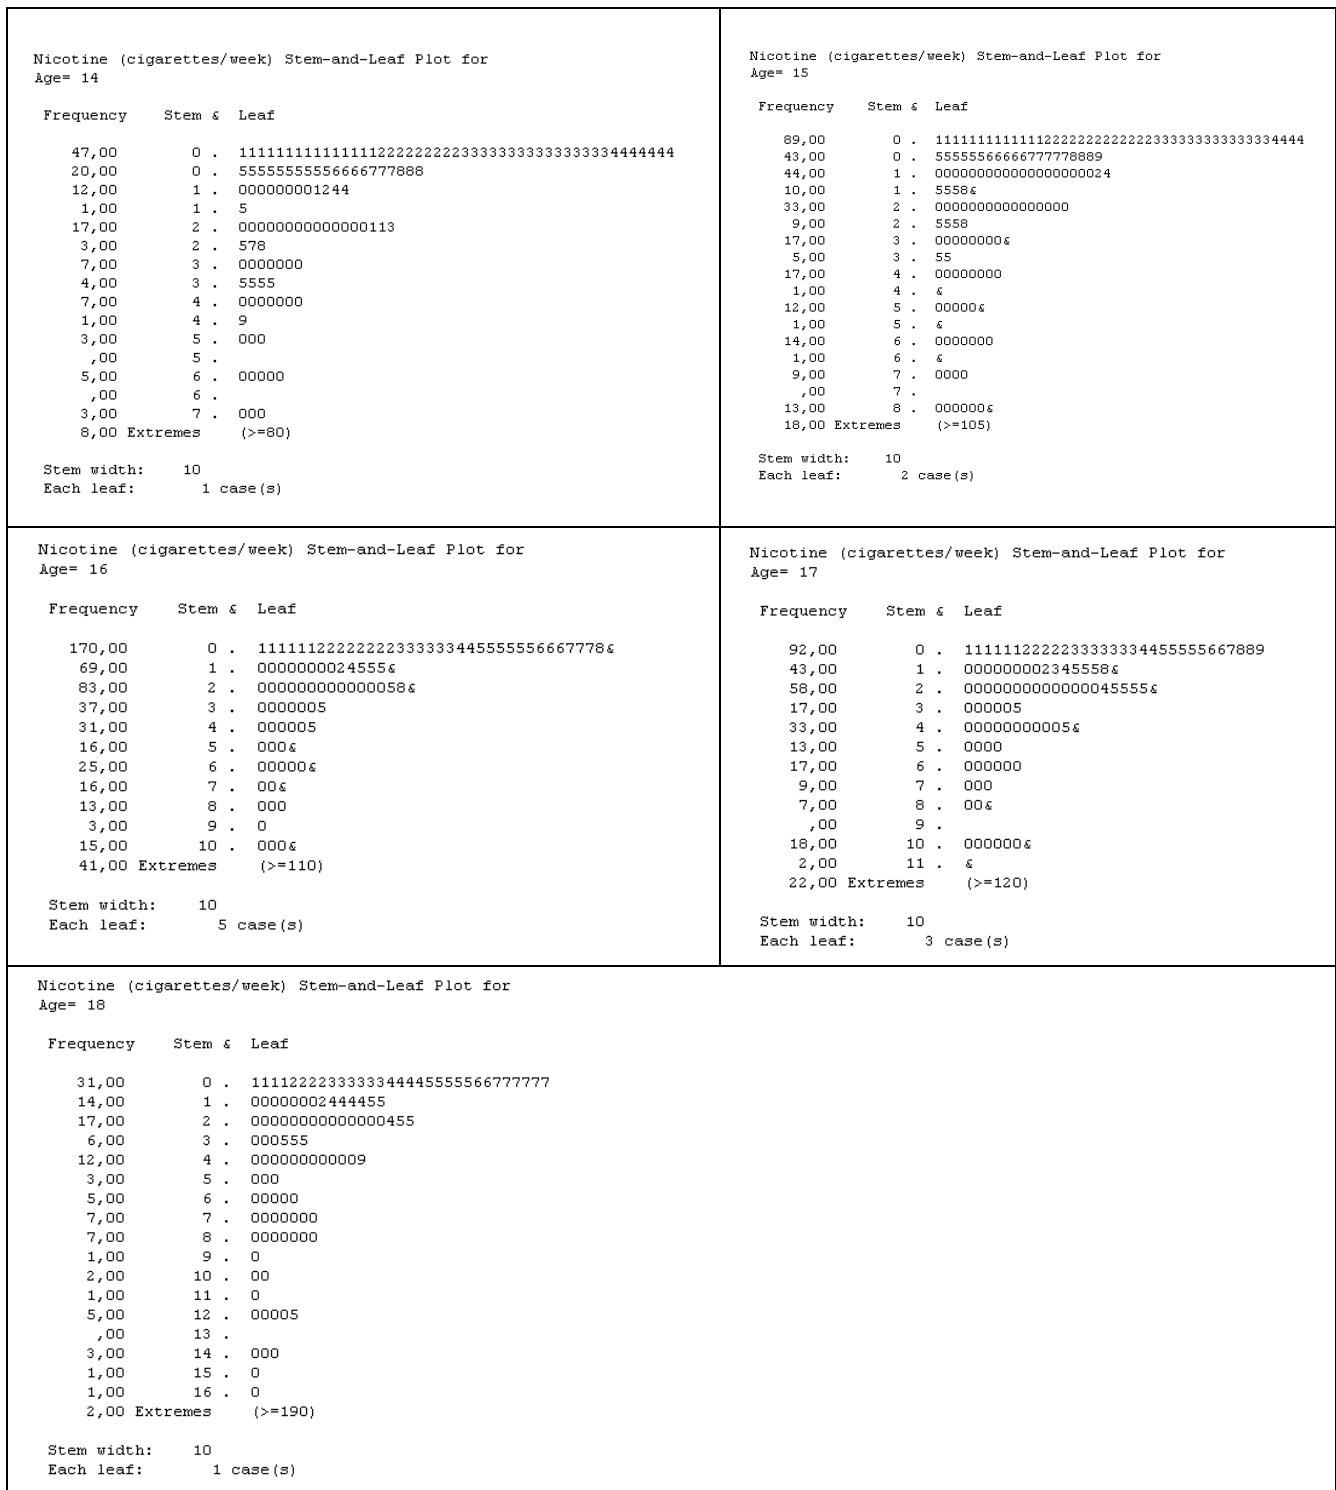 Nicotine (cigarettes/week) Stem-and-Leaf Plot for
Age= 14
Frequency Stem & Leaf
47,00 0 . 11111111111111122222222233333333333333333444444
20,00 0 . 55555555556666777888
12,00 1 . 000000001244
1,00 1 . 5
17,00 2 . 00000000000000113
3,00 2 . 578
7,00 3 . 0000000
4,00 3 . 5555
7,00 4 . 0000000
1,00 4 . 9
3,00 5 . 000
,00 5 .
5,00 6 . 00000
,00 6 .
3,00 7 . 000
8,00 Extremes (>=80)
Stem width: 10
Each leaf: 1 case(s)
Nicotine (cigarettes/week) Stem-and-Leaf Plot for
Age= 15
Frequency Stem & Leaf
89,00 0 . 11111111111112222222222222333333333333334444
43,00 0 . 55555566666777778889
44,00 1 . 000000000000000000024
10,00 1 . 5558&
33,00 2 . 0000000000000000
9,00 2 . 5558
17,00 3 . 00000000&
5,00 3 . 55
17,00 4 . 00000000
1,00 4 . &
12,00 5 . 00000&
1,00 5 . &
14,00 6 . 0000000
1,00 6 . &
9,00 7 . 0000
,00 7 .
13,00 8 . 000000&
18,00 Extremes (>=105)
Stem width: 10
Each leaf: 2 case(s)
Nicotine (cigarettes/week) Stem-and-Leaf Plot for
Age= 16
Frequency Stem & Leaf
170,00 0 . 11111122222222333333445555556667778&
69,00 1 . 0000000024555&
83,00 2 . 000000000000058&
37,00 3 . 0000005
31,00 4 . 000005
16,00 5 . 000&
25,00 6 . 00000&
16,00 7 . 00&
13,00 8 . 000
3,00 9 . 0
15,00 10 . 000&
41,00 Extremes (>=110)
Stem width: 10
Each leaf: 5 case(s)
Nicotine (cigarettes/week) Stem-and-Leaf Plot for
Age= 17
Frequency Stem & Leaf
92,00 0 . 1111112222233333334455555667889
43,00 1 . 000000002345558&
58,00 2 . 0000000000000045555&
17,00 3 . 000005
33,00 4 . 00000000005&
13,00 5 . 0000
17,00 6 . 000000
9,00 7 . 000
7,00 8 . 00&
,00 9 .
18,00 10 . 000000&
2,00 11 . &
22,00 Extremes (>=120)
Stem width: 10
Each leaf: 3 case(s)
Nicotine (cigarettes/week) Stem-and-Leaf Plot for
Age= 18
Frequency Stem & Leaf
31,00 0 . 1111222233333344445555566777777
14,00 1 . 00000002444455
17,00 2 . 00000000000000455
6,00 3 . 000555
12,00 4 . 000000000009
3,00 5 . 000
5,00 6 . 00000
7,00 7 . 0000000
7,00 8 . 0000000
1,00 9 . 0
2,00 10 . 00
1,00 11 . 0
5,00 12 . 00005
,00 13 .
3,00 14 . 000
1,00 15 . 0
1,00 16 . 0
2,00 Extremes (>=190)
Stem width: 10
Each leaf: 1 case(s)